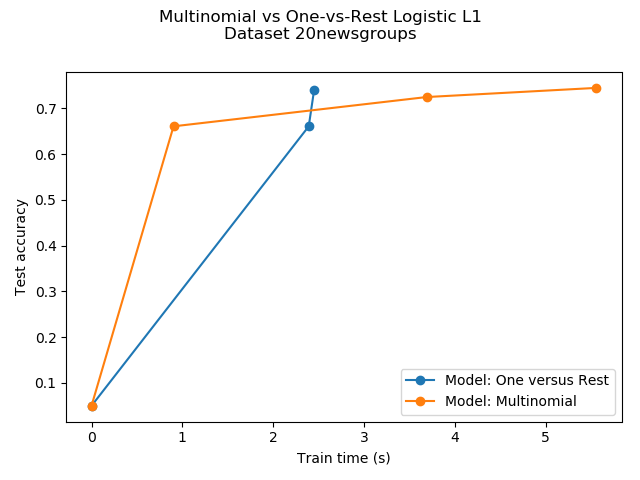 Multinomial vs One-vs-Rest Logistic L1
Dataset 20newsgroups
0.7
0.6
0.5
0.4
0.3
0.2
0.1
Test accuracy
Model: One versus Rest
Model: Multinomial
0 1 2 3 4 5
Train time (s)